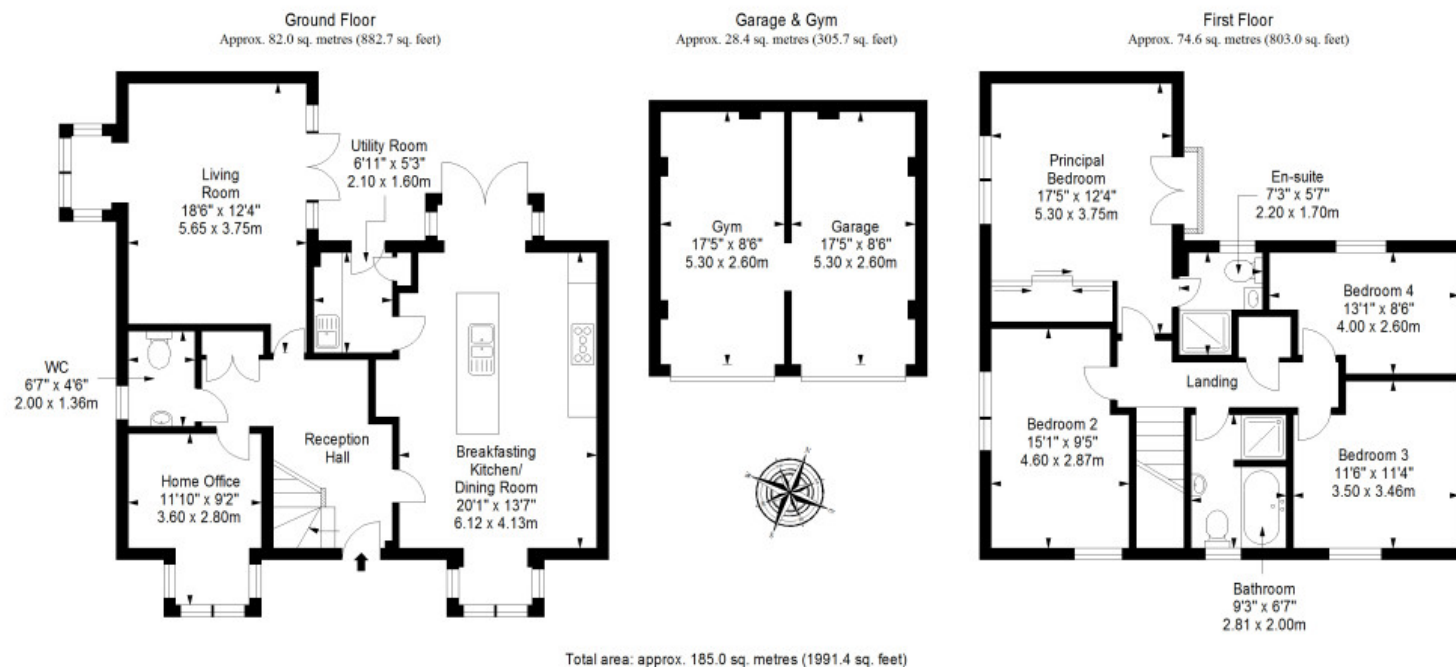 Ground Floor
Approx. 82.0 sq. metres (882.7 sq. feet)
Living
Room
18'6" x 12'4"
5.65 x 3.75m
Utility Room
6'11" x 5'3"
2.10 x 1.60m
WC
6'7" x 4'6"
2.00 x 1.36m
Reception
Hall
Home Office
11'10" x 9'2"
3.60 x 2.80m
Breakfasting
Kitchen/
Dining Room
20'1" x 13'7"
6.12 x 4.13m
Garage & Gym
Approx. 28.4 sq. metres (305.7 sq. feet)
Gym
17'5" x 8'6"
5.30 x 2.60m
Garage
17'5" x 8'6"
5.30 x 2.60m
First Floor
Approx. 74.6 sq. metres (803.0 sq. feet)
Principal
Bedroom
17'5" x 12'4"
5.30 x 3.75m
En-suite
7'3" x 5'7"
2.20 x 1.70m
Bedroom 4
13'1" x 8'6"
4.00 x 2.60m
Landing
Bedroom 2
15'1" x 9'5"
4.60 x 2.87m
Bedroom 3
11'6" x 11'4"
3.50 x 3.46m
Bathroom
9'3" x 6'7"
2.81 x 2.00m
Total area: approx. 185.0 sq. metres (1991.4 sq. feet)